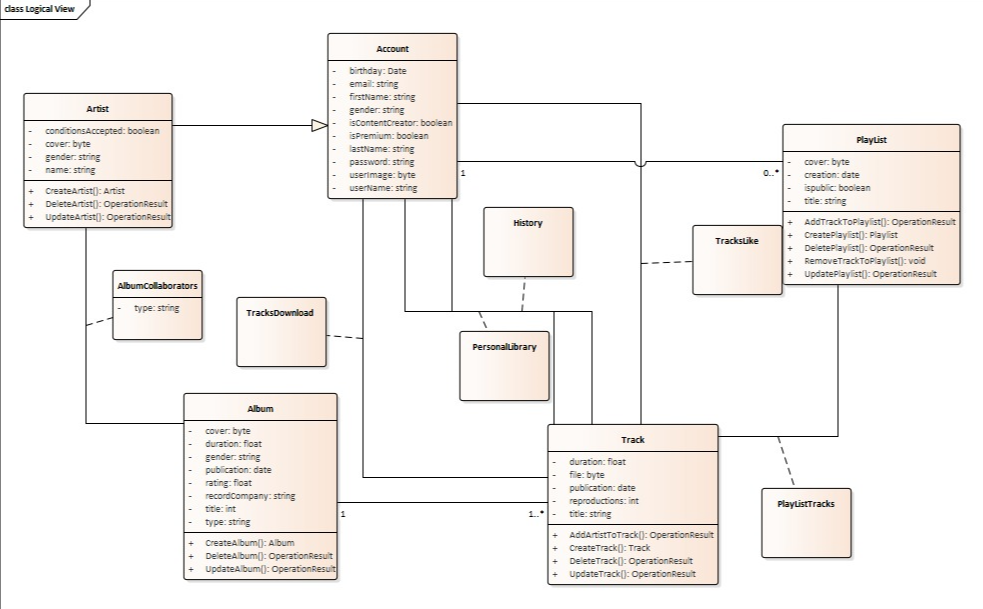 class Logical View
Account
- birthday: Date
- email: string
- firstName: string
- gender: string
- isContentCreator: boolean
- isPremium: boolean
- lastName: string
- password: string
- userImage: byte
- userName: string
Artist
- conditionsAccepted: boolean
- cover: byte
- gender: string
- name: string
+ CreateArtist(): Artist
+ DeleteArtist(): OperationResult
+ UpdateArtist(): OperationResult
PlayList
- cover: byte
- creation: date
- ispublic: boolean
- title: string
+ AddTrackToPlaylist(): OperationResult
+ CreatePlaylist(): Playlist
+ DeletePlaylist(): OperationResult
+ RemoveTrackToPlaylist(): void
+ UpdatePlaylist(): OperationResult
1
0..*
History
TracksLike
AlbumCollaborators
- type: string
TracksDownload
PersonalLibrary
Album
- cover: byte
- duration: float
- gender: string
- publication: date
- rating: float
- recordCompany: string
- title: int
- type: string
+ CreateAlbum(): Album
+ DeleteAlbum(): OperationResult
+ UpdateAlbum(): OperationResult
1
1..*
Track
- duration: float
- file: byte
- publication: date
- reproductions: int
- title: string
+ AddArtistToTrack(): OperationResult
+ CreateTrack(): Track
+ DeleteTrack(): OperationResult
+ UpdateTrack(): OperationResult
PlayListTracks